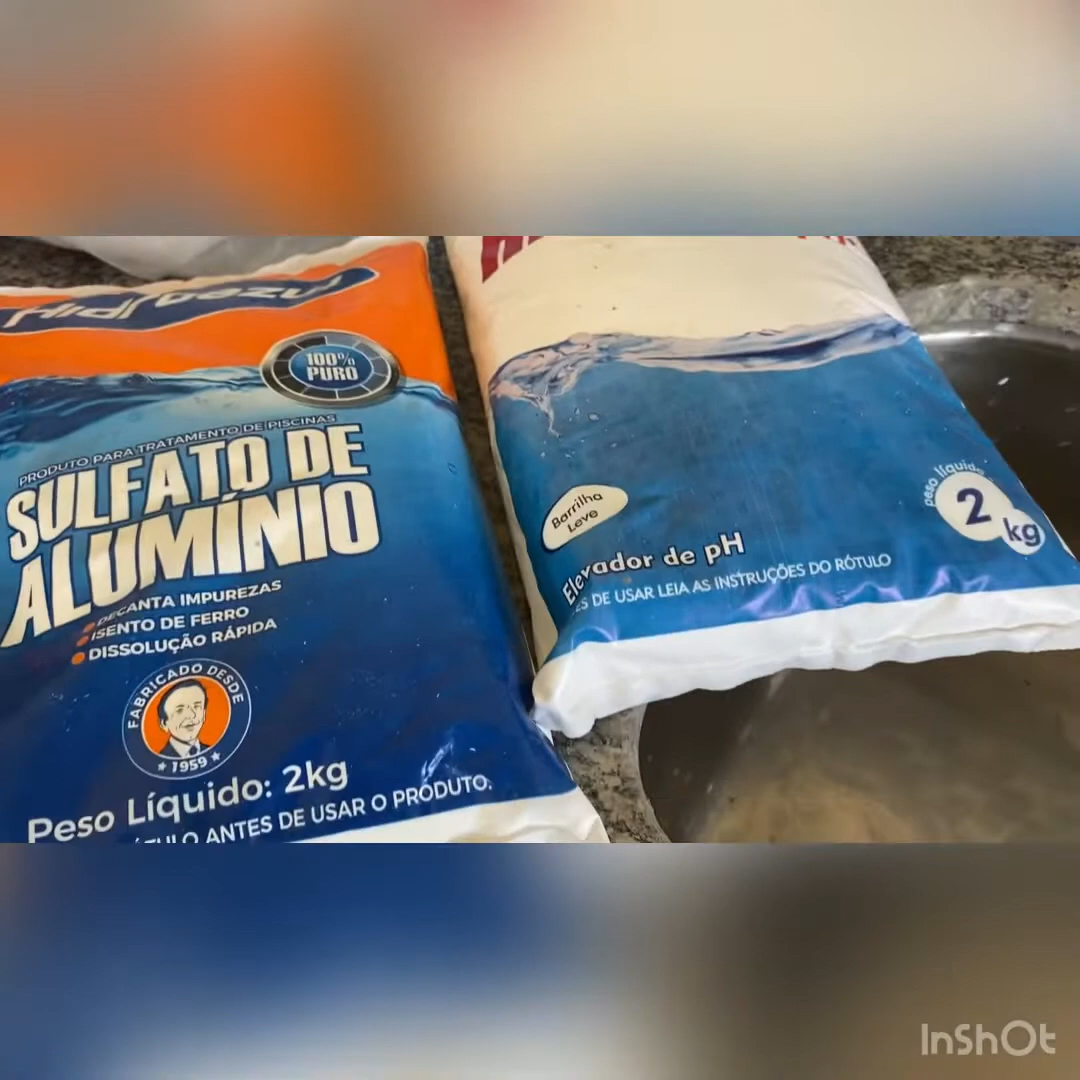 Hidroazul
100%
PURO
PRODUTO PARA TRATAMENTO DE PISCINAS
SULFATO DE
ALUMÍNIO
DECANTA IMPUREZAS
ISENTO DE FERRO
DISSOLUÇÃO RÁPIDA
FABRICADO DESDE
1959
Peso Líquido: 2kg
ANTES DE USAR O PRODUTO.
Barrilha
Leve
Elevador de pH
DE USAR LEIA AS INSTRUÇÕES DO RÓTULO
peso líquido
2 kg
InShOt